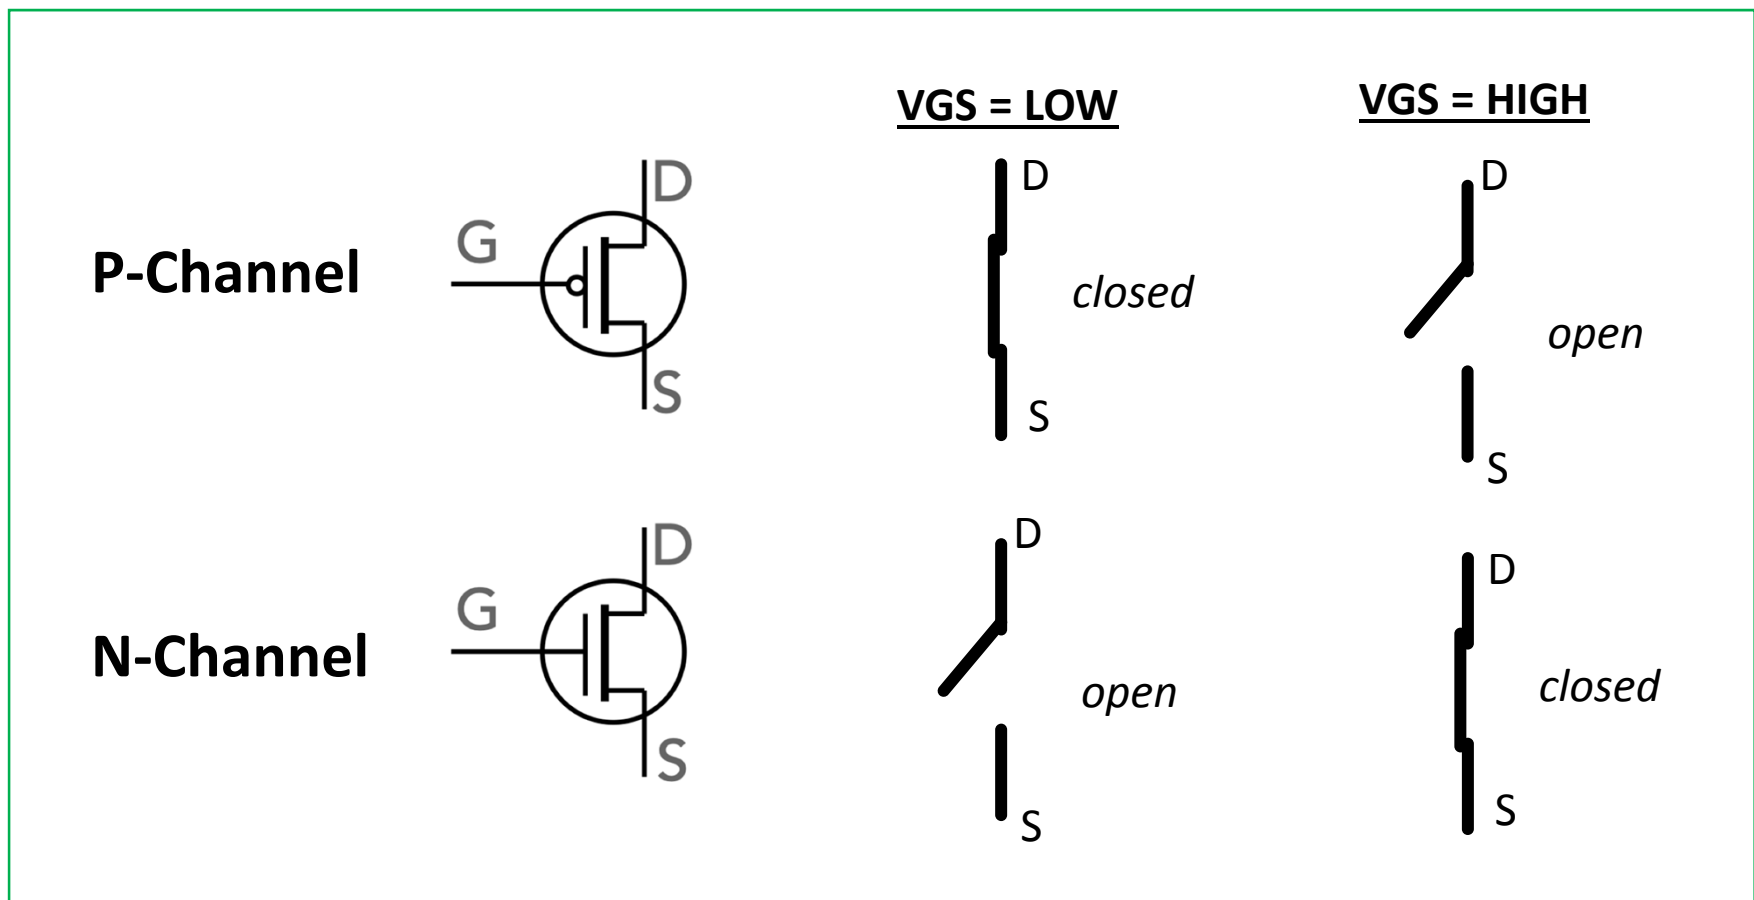 VGS = LOW
VGS = HIGH
P-Channel
G
D
S
D
closed
S
D
open
S
N-Channel
G
D
S
D
open
S
D
closed
S